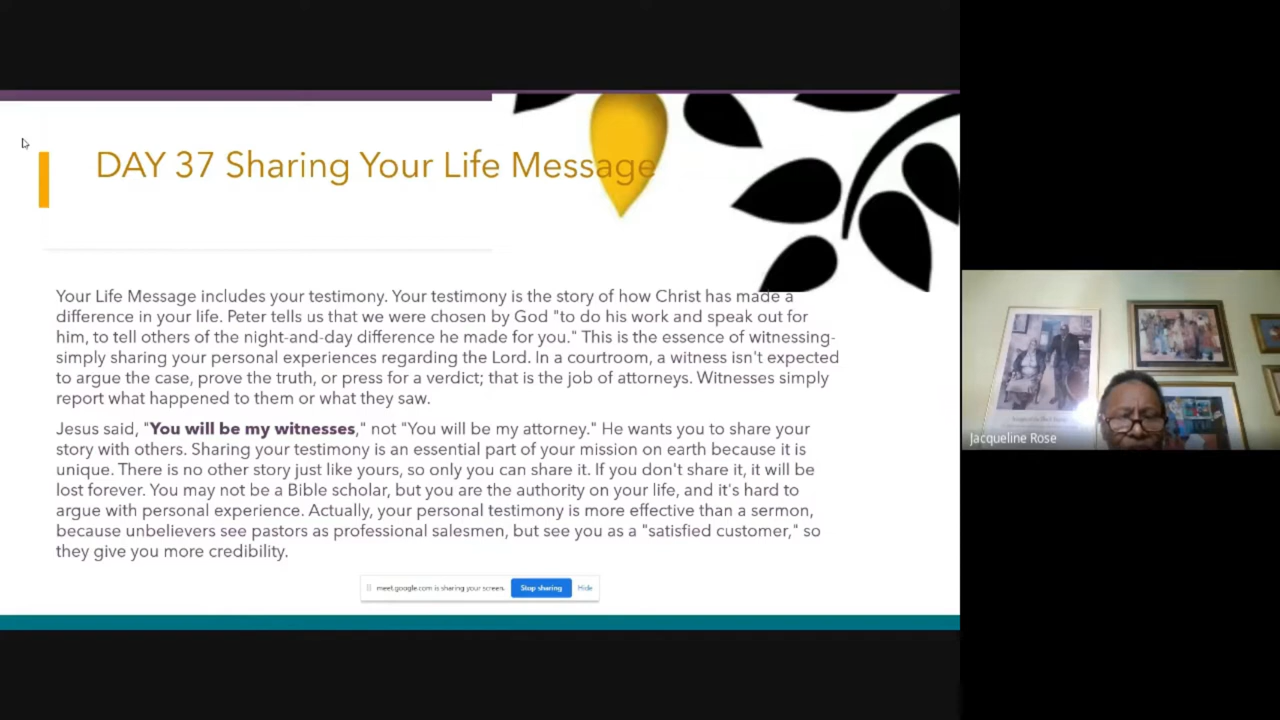 DAY 37 Sharing Your Life Message
Your Life Message includes your testimony. Your testimony is the story of how Christ has made a
difference in your life. Peter tells us that we were chosen by God "to do his work and speak out for
him, to tell others of the night-and-day difference he made for you." This is the essence of witnessing-
simply sharing your personal experiences regarding the Lord. In a courtroom, a witness isn't expected
to argue the case, prove the truth, or press for a verdict; that is the job of attorneys. Witnesses simply
report what happened to them or what they saw.
Jesus said, "You will be my witnesses," not "You will be my attorney." He wants you to share your
story with others. Sharing your testimony is an essential part of your mission on earth because it is
unique. There is no other story just like yours, so only you can share it. If you don't share it, it will be
lost forever. You may not be a Bible scholar, but you are the authority on your life, and it's hard to
argue with personal experience. Actually, your personal testimony is more effective than a sermon,
because unbelievers see pastors as professional salesmen, but see you as a "satisfied customer," so
they give you more credibility.
meet.google.com is sharing your screen. Stop sharing Hide
Jacqueline Rose